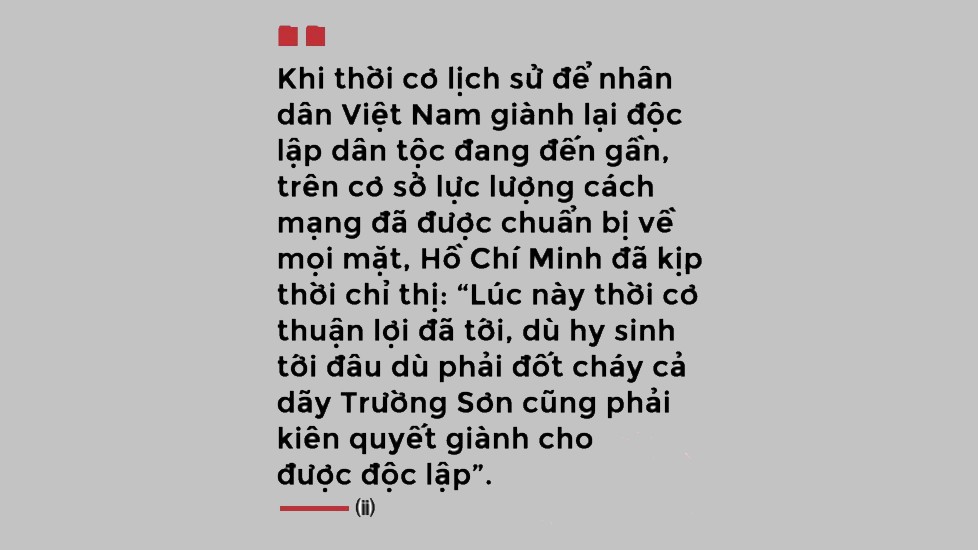 Khi thời cơ lịch sử để nhân
dân Việt Nam giành lại độc
lập dân tộc đang đến gần,
trên cơ sở lực lượng cách
mạng đã được chuẩn bị về
mọi mặt, Hồ Chí Minh đã kịp
thời chỉ thị: “Lúc này thời cơ
thuận lợi đã tới, dù hy sinh
tới đâu dù phải đốt cháy cả
dãy Trường Sơn cũng phải
kiên quyết giành cho
được độc lập”.
(ii)